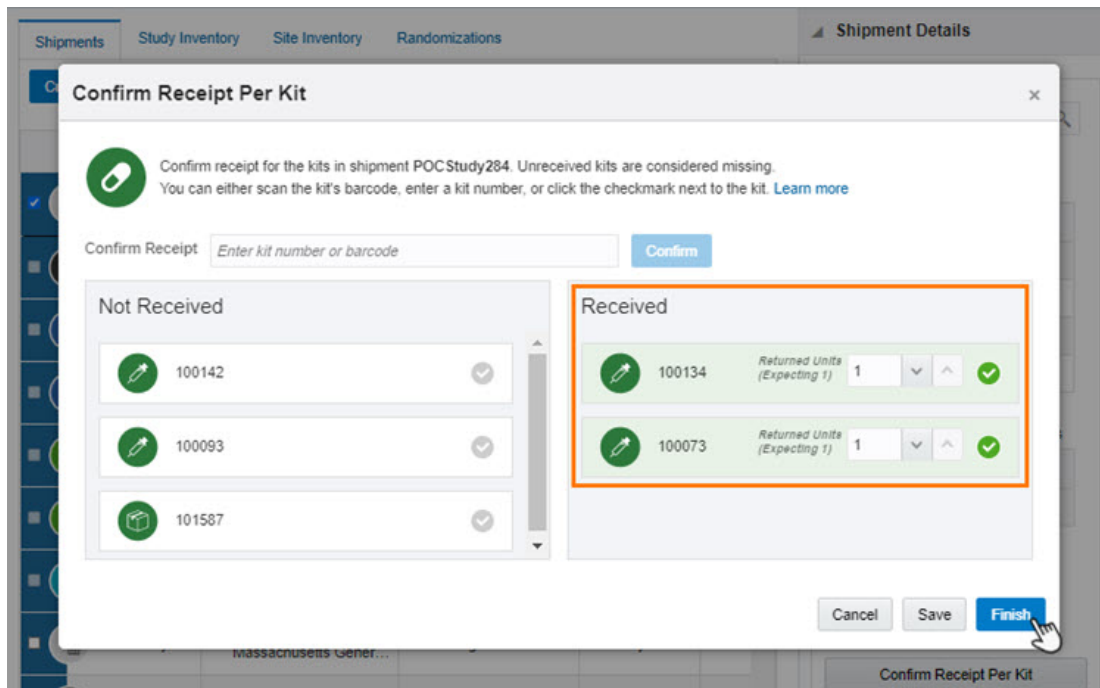 Shipments Study Inventory Site Inventory Randomizations
Shipment Details
Confirm Receipt Per Kit
Confirm receipt for the kits in shipment POCStudy284. Unreceived kits are considered missing.
You can either scan the kit's barcode, enter a kit number, or click the checkmark next to the kit. Learn more
Confirm Receipt Enter kit number or barcode Confirm
Not Received
100142
100093
101587
Received
100134 Returned Units
(Expecting 1) 1
100073 Returned Units
(Expecting 1) 1
Cancel Save Finish
Massachusetts Gener...
Confirm Receipt Per Kit